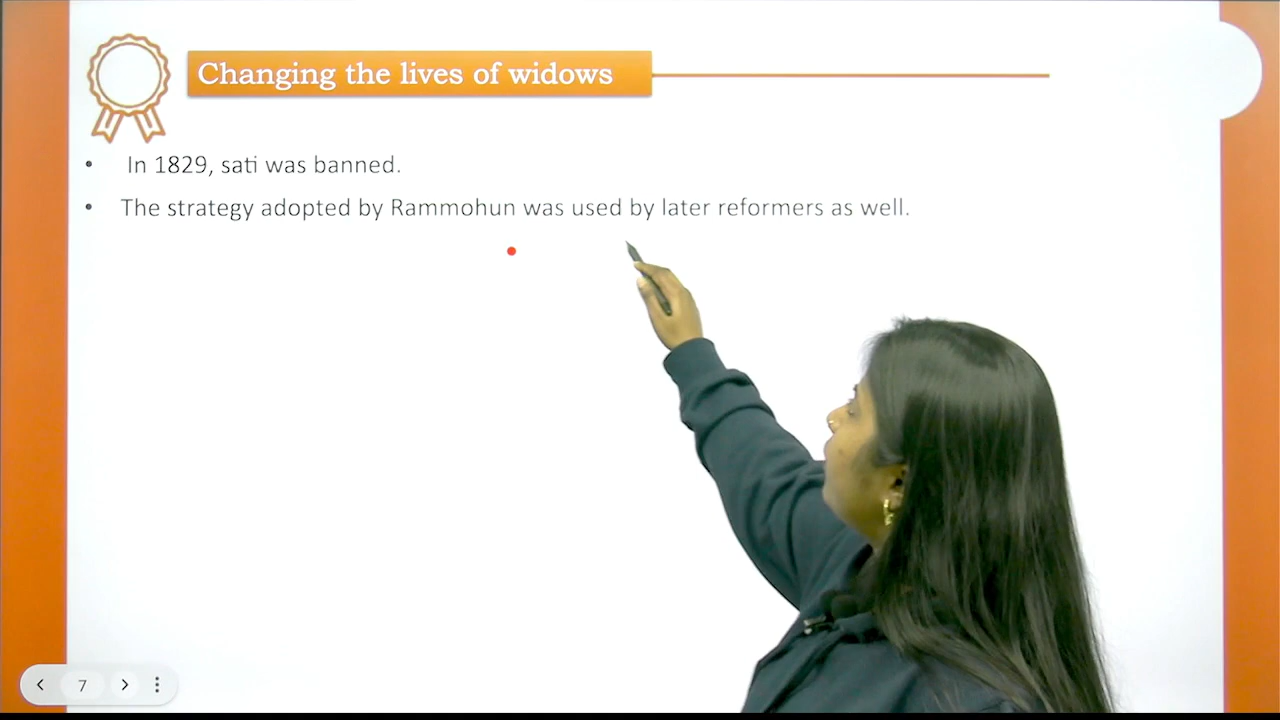 Changing the lives of widows
• In 1829, sati was banned.
• The strategy adopted by Rammohun was used by later reformers as well.
7